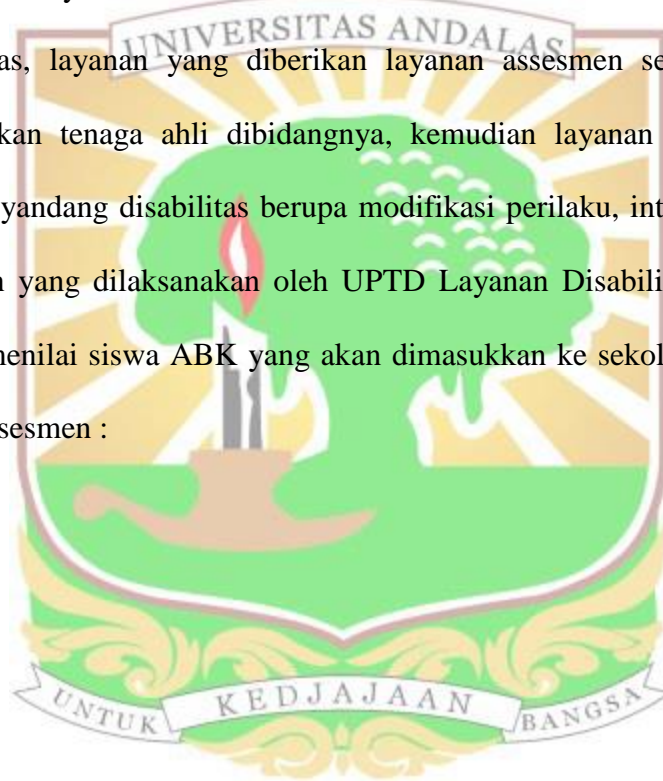 UNIVERSITAS ANDALAS
as, layanan yang diberikan layanan assesmen se
kan tenaga ahli dibidangnya, kemudian layanan
yandang disabilitas berupa modifikasi perilaku, int
yang dilaksanakan oleh UPTD Layanan Disabili
menilai siswa ABK yang akan dimasukkan ke sekol
sesmen :
UNTUK KEDJAJAAN BANGSA